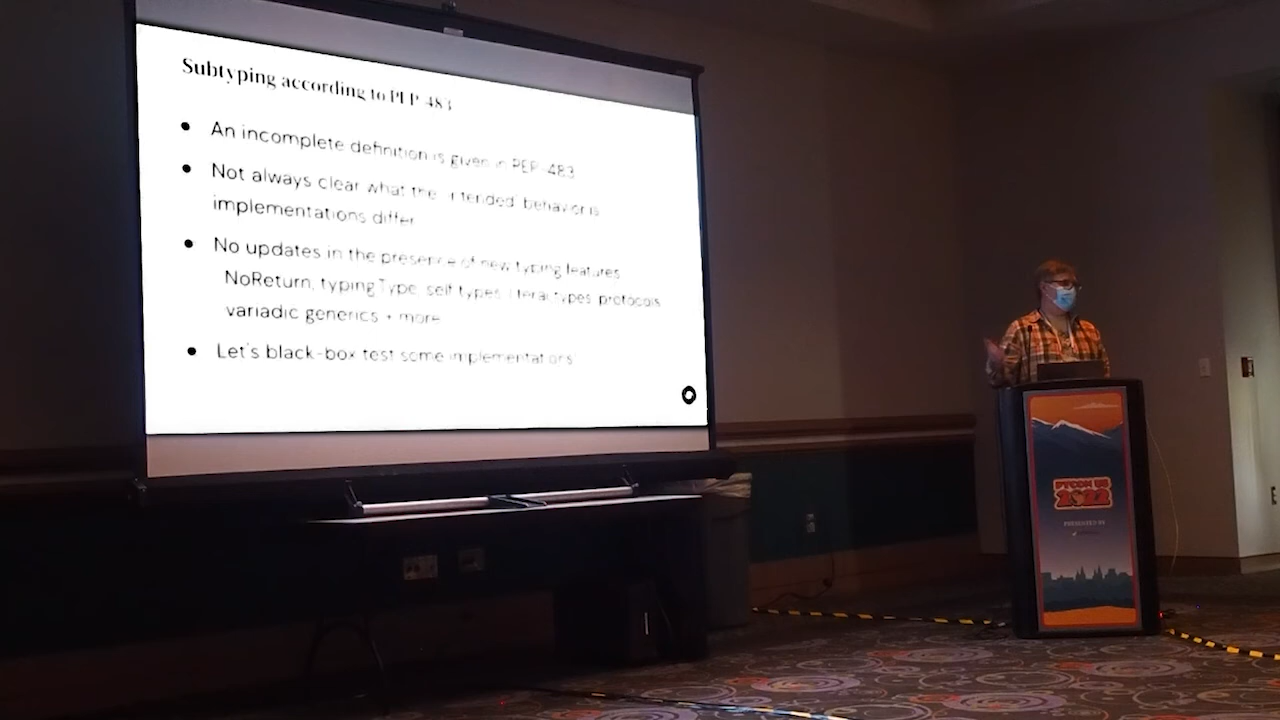 Subtyping according to PEP-483
An incomplete definition is given in PEP-483
Not always clear what the intended behavior is
implementations differ
No updates in the presence of new typing features
NoReturn, typing.Type, self types, literal types, protocols
variadic generics + more
Let's black-box test some implementations
PYCON US
2022
PRESENTED BY